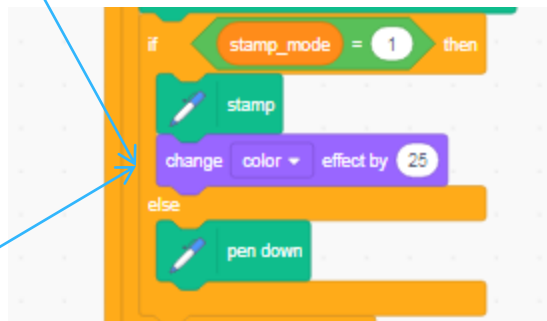 if stamp_mode = 1 then
stamp
change color effect by 25
else
pen down